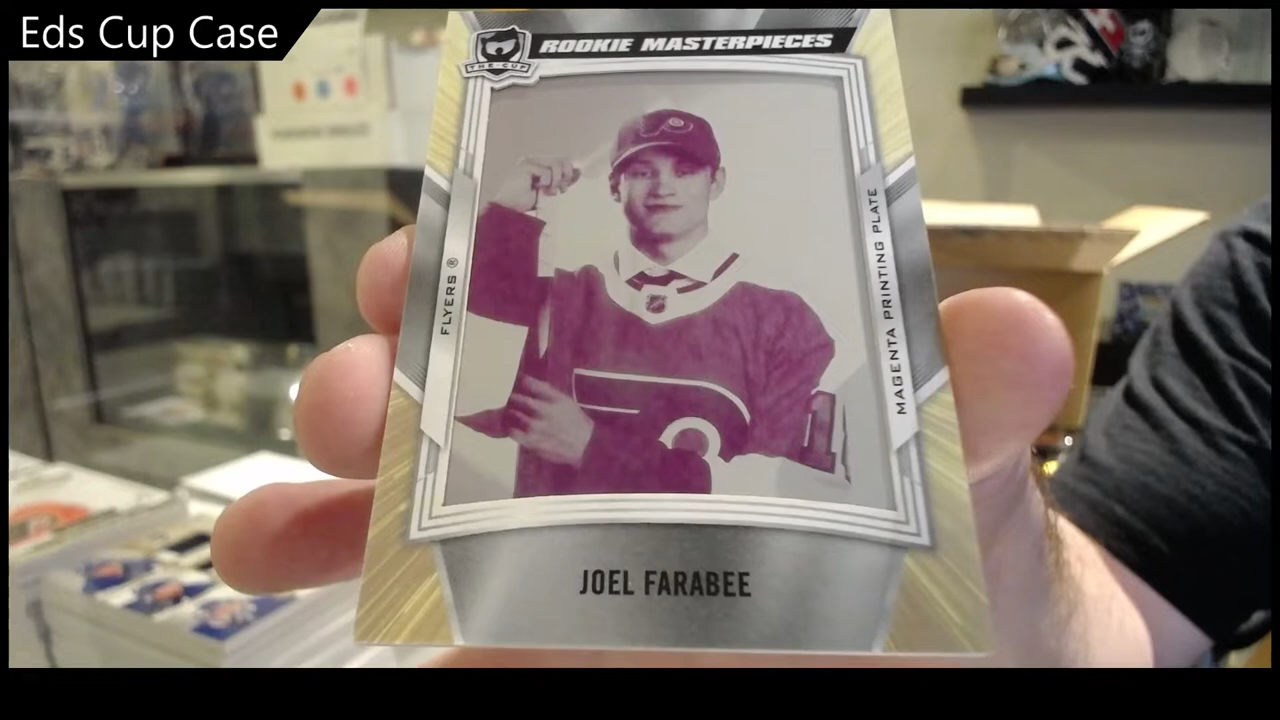 Eds Cup Case
THE CUP
ROOKIE MASTERPIECES
FLYERS ®
MAGENTA PRINTING PLATE
JOEL FARABEE